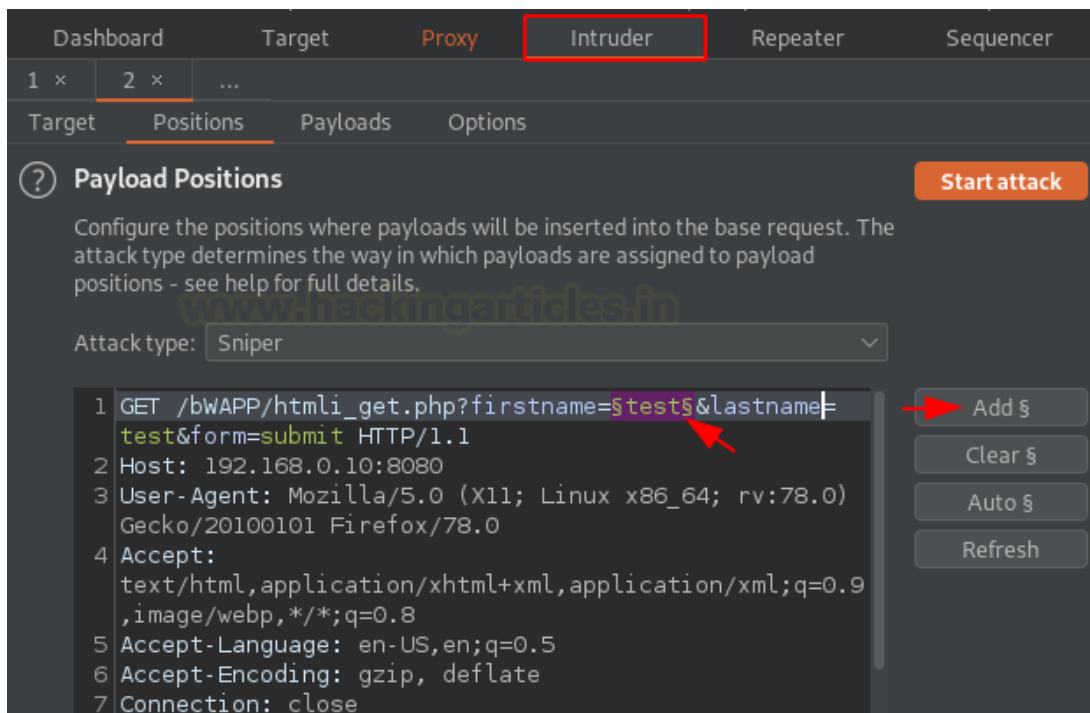 Dashboard Target Proxy Intruder Repeater Sequencer
1 × 2 × ...
Target Positions Payloads Options
? Payload Positions Start attack
Configure the positions where payloads will be inserted into the base request. The
attack type determines the way in which payloads are assigned to payload
positions - see help for full details.
www.hackingarticles.in
Attack type: Sniper
1 GET /bWAPP/htmli_get.php?firstname=§test§&lastname=
test&form=submit HTTP/1.1
2 Host: 192.168.0.10:8080
3 User-Agent: Mozilla/5.0 (X11; Linux x86_64; rv:78.0)
Gecko/20100101 Firefox/78.0
4 Accept:
text/html,application/xhtml+xml,application/xml;q=0.9
,image/webp,*/*;q=0.8
5 Accept-Language: en-US,en;q=0.5
6 Accept-Encoding: gzip, deflate
7 Connection: close
Add §
Clear §
Auto §
Refresh